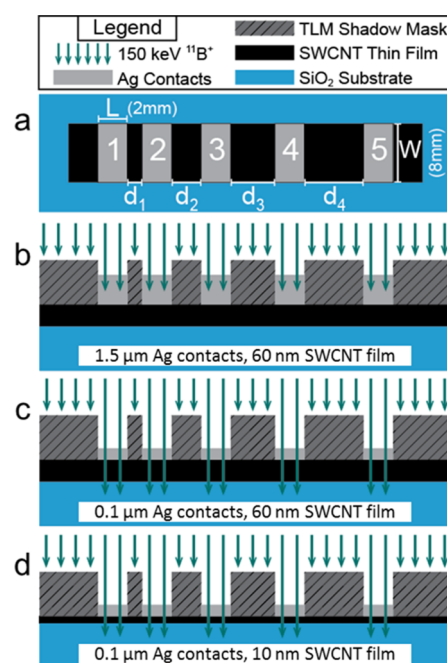 Legend
TLM Shadow Mask
150 keV ¹¹B⁺
SWCNT Thin Film
Ag Contacts
SiO₂ Substrate
a
L (2mm)
1 2 3 4 5 W (8mm)
d₁ d₂ d₃ d₄
b
1.5 µm Ag contacts, 60 nm SWCNT film
c
0.1 µm Ag contacts, 60 nm SWCNT film
d
0.1 µm Ag contacts, 10 nm SWCNT film